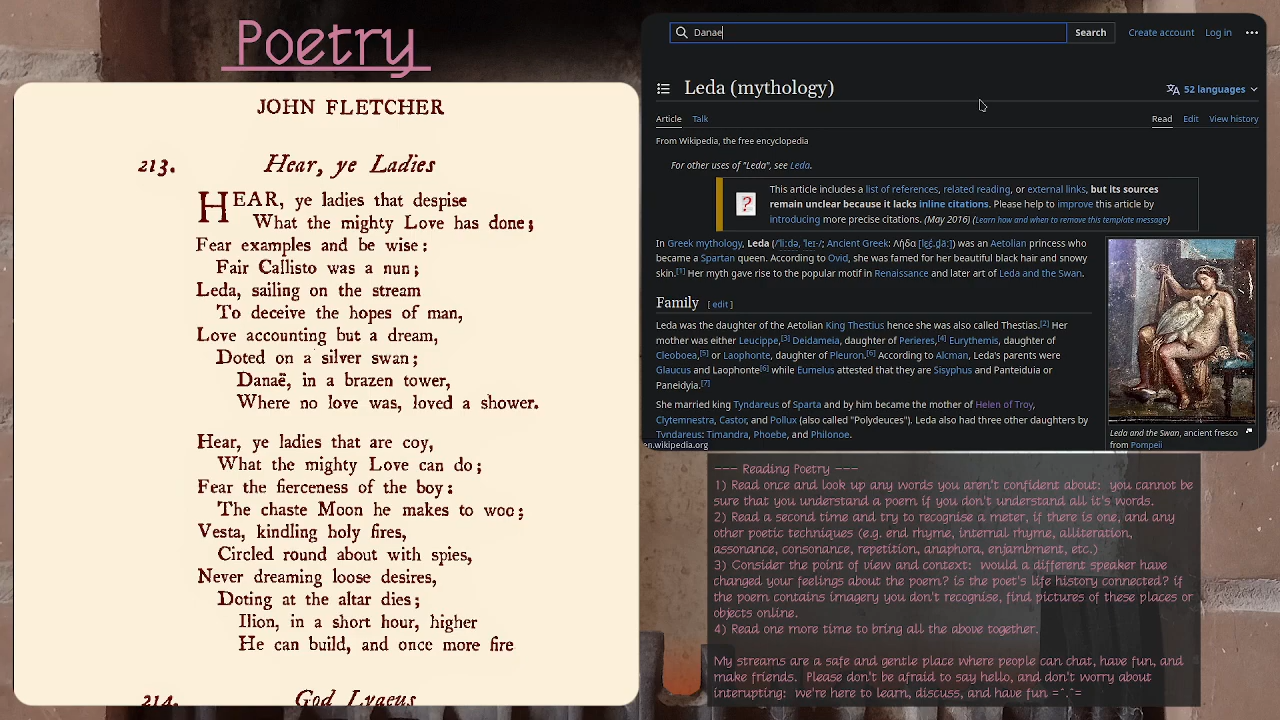 Poetry
JOHN FLETCHER
213. Hear, ye Ladies
HEAR, ye ladies that despise
What the mighty Love has done;
Fear examples and be wise:
Fair Callisto was a nun;
Leda, sailing on the stream
To deceive the hopes of man,
Love accounting but a dream,
Doted on a silver swan;
Danaë, in a brazen tower,
Where no love was, loved a shower.
Hear, ye ladies that are coy,
What the mighty Love can do;
Fear the fierceness of the boy:
The chaste Moon he makes to woo;
Vesta, kindling holy fires,
Circled round about with spies,
Never dreaming loose desires,
Doting at the altar dies;
Ilion, in a short hour, higher
He can build, and once more fire
214. God Lyaeus
Danae Search Create account Log in
Leda (mythology) 52 languages
Article Talk Read Edit View history
From Wikipedia, the free encyclopedia
For other uses of "Leda", see Leda.
This article includes a list of references, related reading, or external links, but its sources
remain unclear because it lacks inline citations. Please help to improve this article by
introducing more precise citations. (May 2016) (Learn how and when to remove this template message)
In Greek mythology, Leda (/ˈliːdə, ˈleɪ-/; Ancient Greek: Λήδα) was an Aetolian princess who
became a Spartan queen. According to Ovid, she was famed for her beautiful black hair and snowy
skin.[1] Her myth gave rise to the popular motif in Renaissance and later art of Leda and the Swan.
Family [ edit ]
Leda was the daughter of the Aetolian King Thestius hence she was also called Thestias.[2] Her
mother was either Leucippe,[3] Deidameia, daughter of Perieres,[4] Eurythemis, daughter of
Cleoboea,[5] or Laophonte, daughter of Pleuron.[6] According to Alcman, Leda's parents were
Glaucus and Laophonte[6] while Eumelus attested that they are Sisyphus and Panteiduia or
Paneidyia.[7]
She married king Tyndareus of Sparta and by him became the mother of Helen of Troy,
Clytemnestra, Castor, and Pollux (also called "Polydeuces"). Leda also had three other daughters by
Tyndareus: Timandra, Phoebe, and Philonoe.
en.wikipedia.org
Leda and the Swan, ancient fresco
from Pompeii
--- Reading Poetry ---
1) Read once and look up any words you aren't confident about: you cannot be
sure that you understand a poem if you don't understand all it's words.
2) Read a second time and try to recognise a meter, if there is one, and any
other poetic techniques (e.g. end rhyme, internal rhyme, alliteration,
assonance, consonance, repetition, anaphora, enjambment, etc.)
3) Consider the point of view and context: would a different speaker have
changed your feelings about the poem? is the poet's life history connected? if
the poem contains imagery you don't recognise, find pictures of these places or
objects online.
4) Read one more time to bring all the above together.
My streams are a safe and gentle place where people can chat, have fun, and
make friends. Please don't be afraid to say hello, and don't worry about
interupting: we're here to learn, discuss, and have fun =^.^=